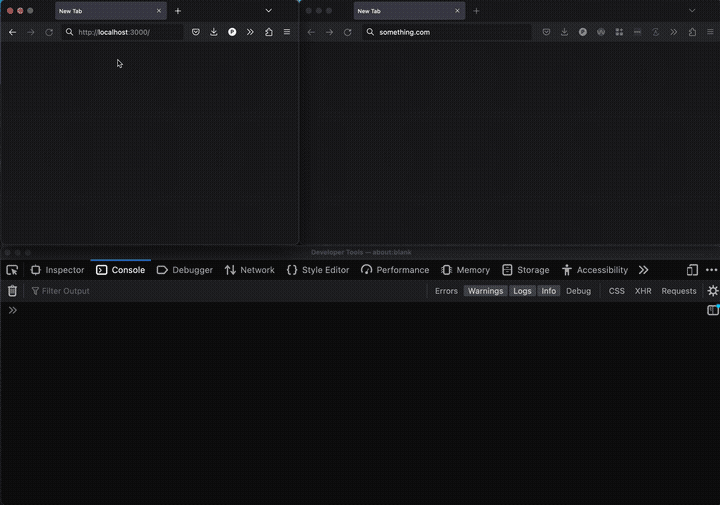 New Tab
New Tab
http://localhost:3000/
something.com
Developer Tools — about:blank
Inspector Console Debugger Network Style Editor Performance Memory Storage Accessibility
Filter Output Errors Warnings Logs Info Debug CSS XHR Requests